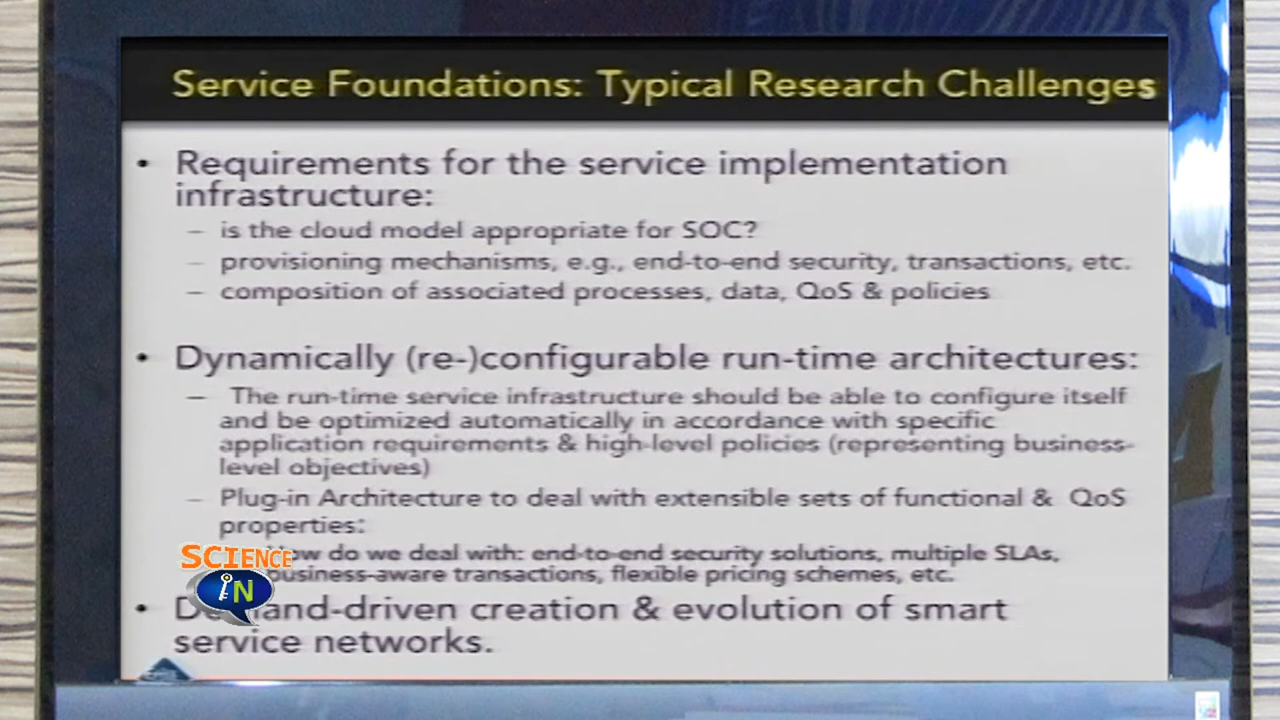 Service Foundations: Typical Research Challenges
• Requirements for the service implementation
infrastructure:
– is the cloud model appropriate for SOC?
– provisioning mechanisms, e.g., end-to-end security, transactions, etc.
– composition of associated processes, data, QoS & policies
• Dynamically (re-)configurable run-time architectures:
– The run-time service infrastructure should be able to configure itself
and be optimized automatically in accordance with specific
application requirements & high-level policies (representing business-
level objectives)
– Plug-in Architecture to deal with extensible sets of functional & QoS
properties:
How do we deal with: end-to-end security solutions, multiple SLAs,
business-aware transactions, flexible pricing schemes, etc.
• Demand-driven creation & evolution of smart
service networks.
SCIENCE
iN